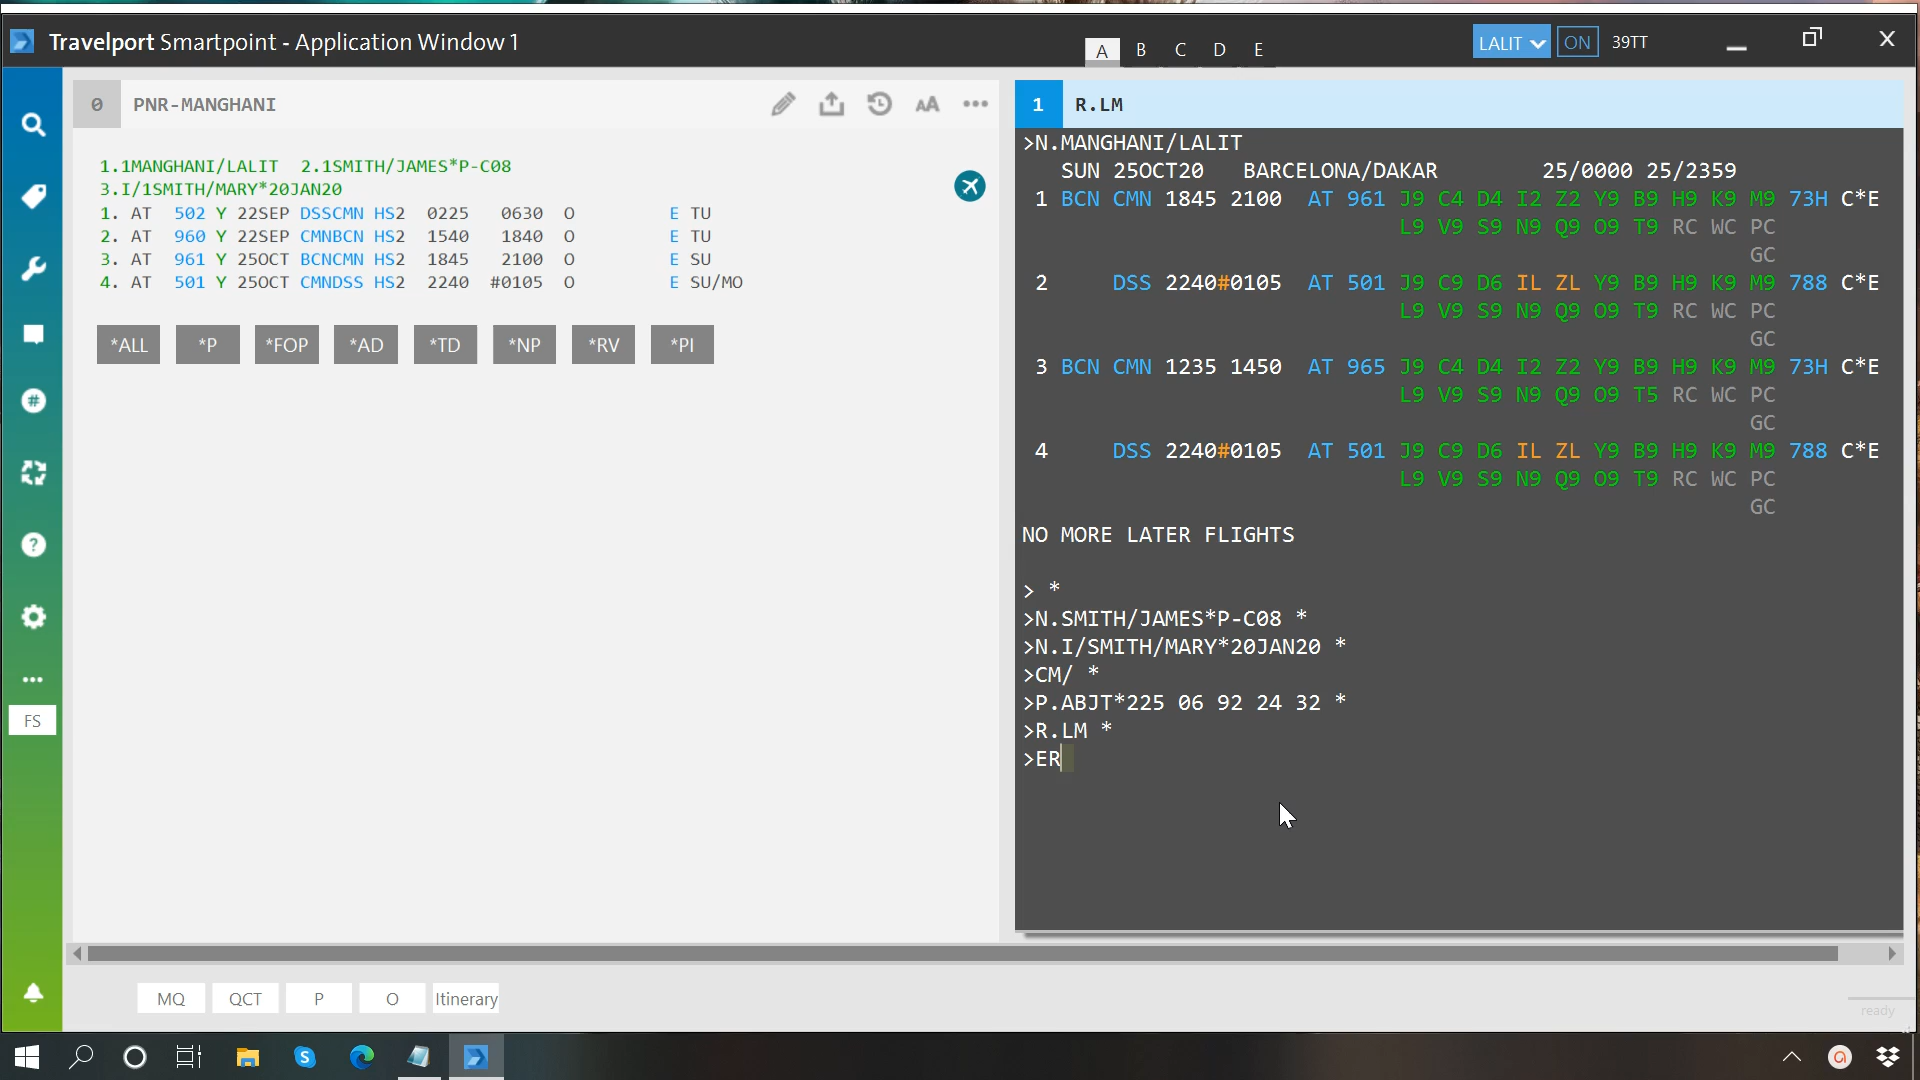 Travelport Smartpoint - Application Window 1
A B C D E
LALIT ON 39TT
0 PNR-MANGHANI
AA
1.1MANGHANI/LALIT 2.1SMITH/JAMES*P-C08
3.I/1SMITH/MARY*20JAN20
1. AT 502 Y 22SEP DSSCMN HS2 0225 0630 O E TU
2. AT 960 Y 22SEP CMNBCN HS2 1540 1840 O E TU
3. AT 961 Y 25OCT BCNCMN HS2 1845 2100 O E SU
4. AT 501 Y 25OCT CMNDSS HS2 2240 #0105 O E SU/MO
*ALL *P *FOP *AD *TD *NP *RV *PI
1 R.LM
>N.MANGHANI/LALIT
SUN 25OCT20 BARCELONA/DAKAR 25/0000 25/2359
1 BCN CMN 1845 2100 AT 961 J9 C4 D4 I2 Z2 Y9 B9 H9 K9 M9 73H C*E
L9 V9 S9 N9 Q9 O9 T9 RC WC PC
GC
2 DSS 2240#0105 AT 501 J9 C9 D6 IL ZL Y9 B9 H9 K9 M9 788 C*E
L9 V9 S9 N9 Q9 O9 T9 RC WC PC
GC
3 BCN CMN 1235 1450 AT 965 J9 C4 D4 I2 Z2 Y9 B9 H9 K9 M9 73H C*E
L9 V9 S9 N9 Q9 O9 T5 RC WC PC
GC
4 DSS 2240#0105 AT 501 J9 C9 D6 IL ZL Y9 B9 H9 K9 M9 788 C*E
L9 V9 S9 N9 Q9 O9 T9 RC WC PC
GC
NO MORE LATER FLIGHTS
> *
>N.SMITH/JAMES*P-C08 *
>N.I/SMITH/MARY*20JAN20 *
>CM/ *
>P.ABJT*225 06 92 24 32 *
>R.LM *
>ER
FS
MQ QCT P O Itinerary
ready